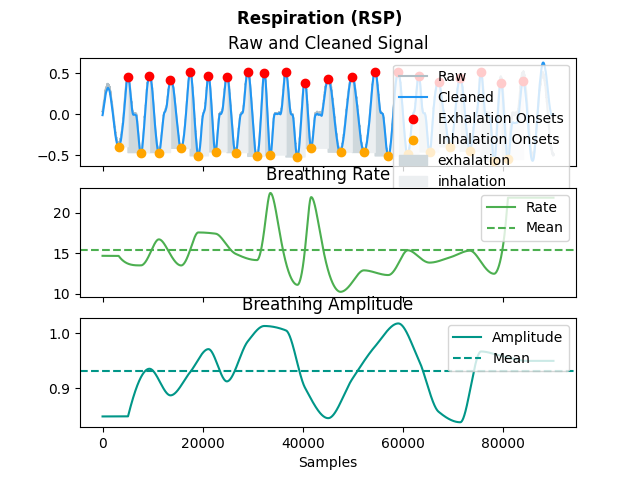 Respiration (RSP)
Raw and Cleaned Signal
0.5
0.0
−0.5
Raw
Cleaned
Exhalation Onsets
Inhalation Onsets
exhalation
inhalation
Breathing Rate
20
15
10
Rate
Mean
Breathing Amplitude
1.0
0.9
Amplitude
Mean
0 20000 40000 60000 80000
Samples